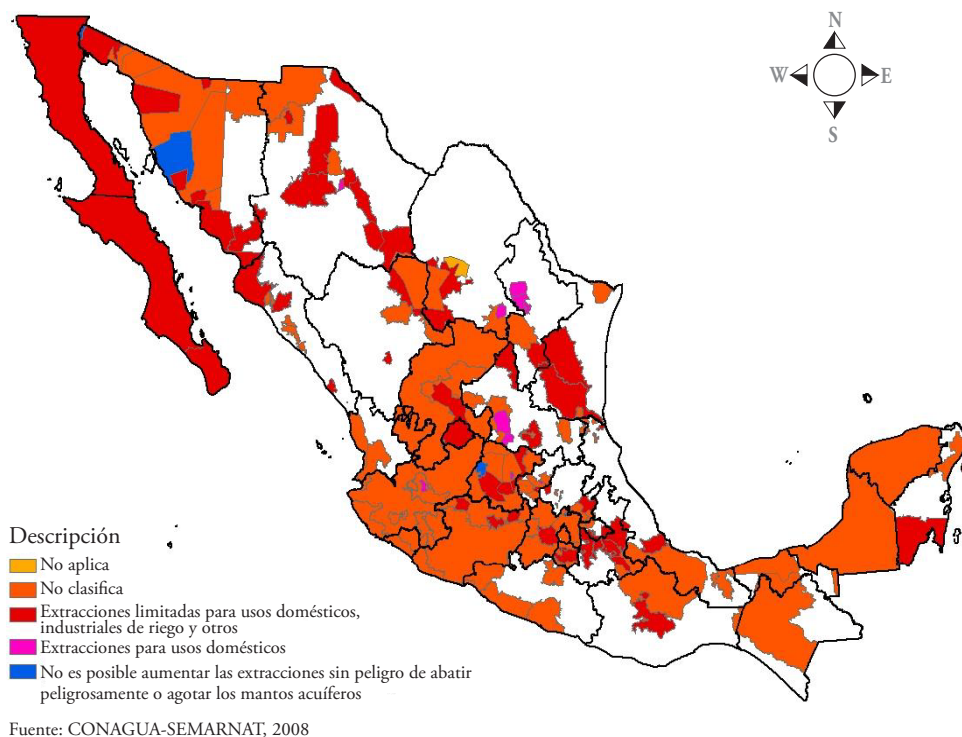 N
W E
S
Descripción
No aplica
No clasifica
Extracciones limitadas para usos domésticos,
industriales de riego y otros
Extracciones para usos domésticos
No es posible aumentar las extracciones sin peligro de abatir
peligrosamente o agotar los mantos acuíferos
Fuente: CONAGUA-SEMARNAT, 2008